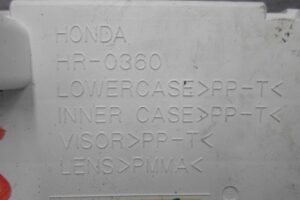 HONDA
HR-0360
LOWERCASE>PP-T<
INNER CASE>PP-T<
VISOR>PP-T<
LENS>PMMA<